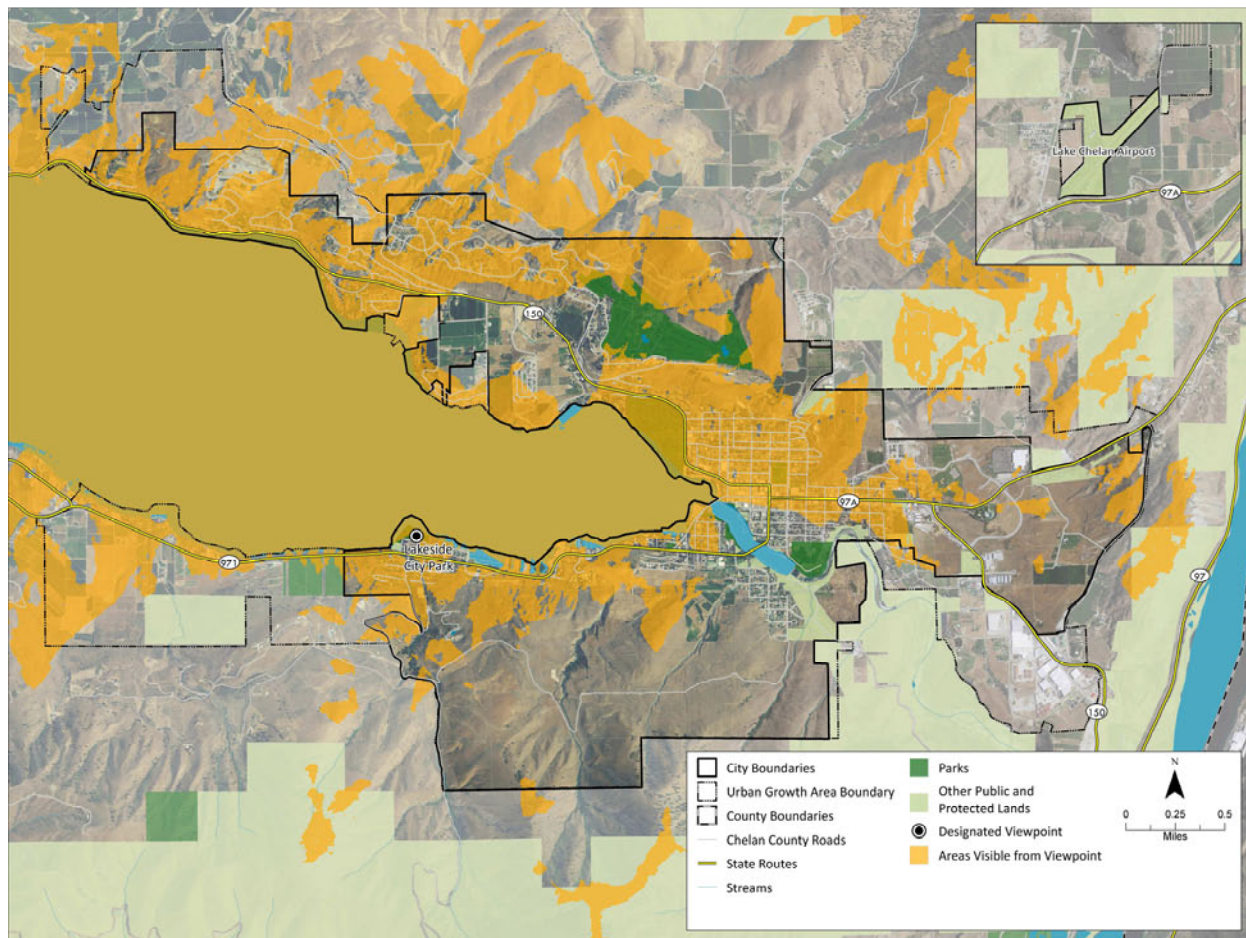 Lake Chelan Airport
97A
150
97A
Lakeside
City Park
971
97
150
City Boundaries
Urban Growth Area Boundary
County Boundaries
Chelan County Roads
State Routes
Streams
Parks
Other Public and
Protected Lands
Designated Viewpoint
Areas Visible from Viewpoint
N
0 0.25 0.5
Miles